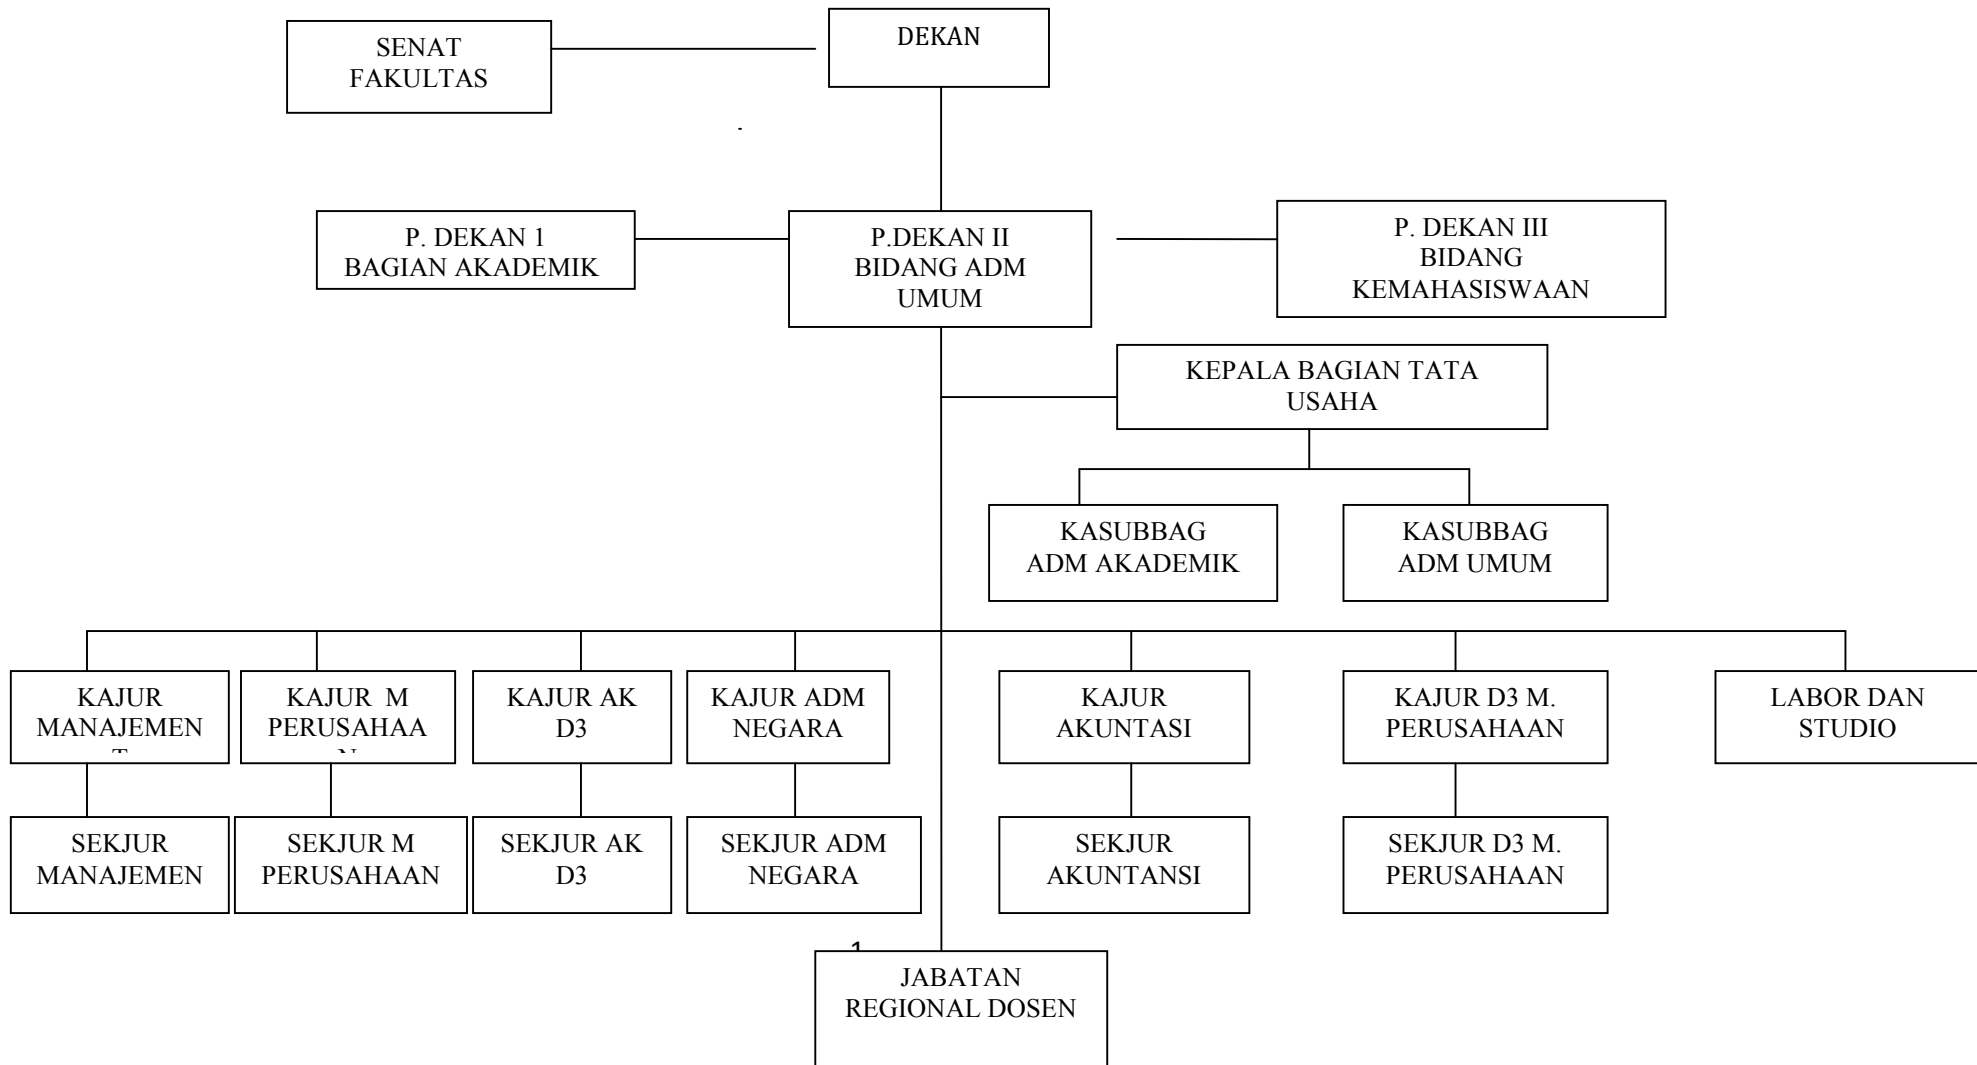 SENAT
FAKULTAS
DEKAN
P. DEKAN 1
BAGIAN AKADEMIK
P.DEKAN II
BIDANG ADM
UMUM
P. DEKAN III
BIDANG
KEMAHASISWAAN
KEPALA BAGIAN TATA
USAHA
KASUBBAG
ADM AKADEMIK
KASUBBAG
ADM UMUM
KAJUR
MANAJEMEN
T
KAJUR M
PERUSAHAA
N
KAJUR AK
D3
KAJUR ADM
NEGARA
KAJUR
AKUNTASI
KAJUR D3 M.
PERUSAHAAN
LABOR DAN
STUDIO
SEKJUR
MANAJEMEN
SEKJUR M
PERUSAHAAN
SEKJUR AK
D3
SEKJUR ADM
NEGARA
SEKJUR
AKUNTANSI
SEKJUR D3 M.
PERUSAHAAN
1
JABATAN
REGIONAL DOSEN